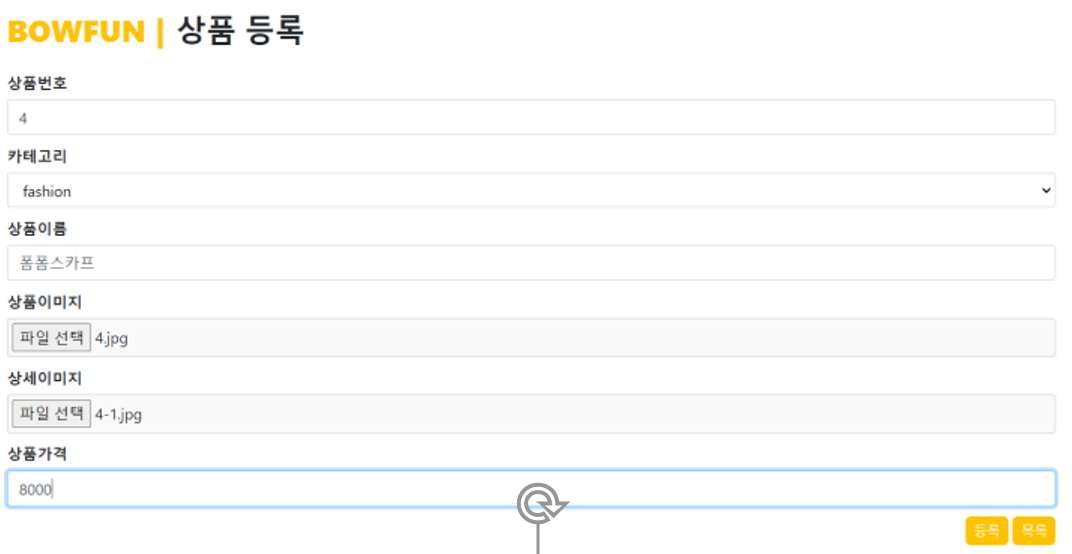 BOWFUN | 상품 등록
상품번호
4
카테고리
fashion
상품이름
폼폼스카프
상품이미지
파일 선택 4.jpg
상세이미지
파일 선택 4-1.jpg
상품가격
8000
등록 목록